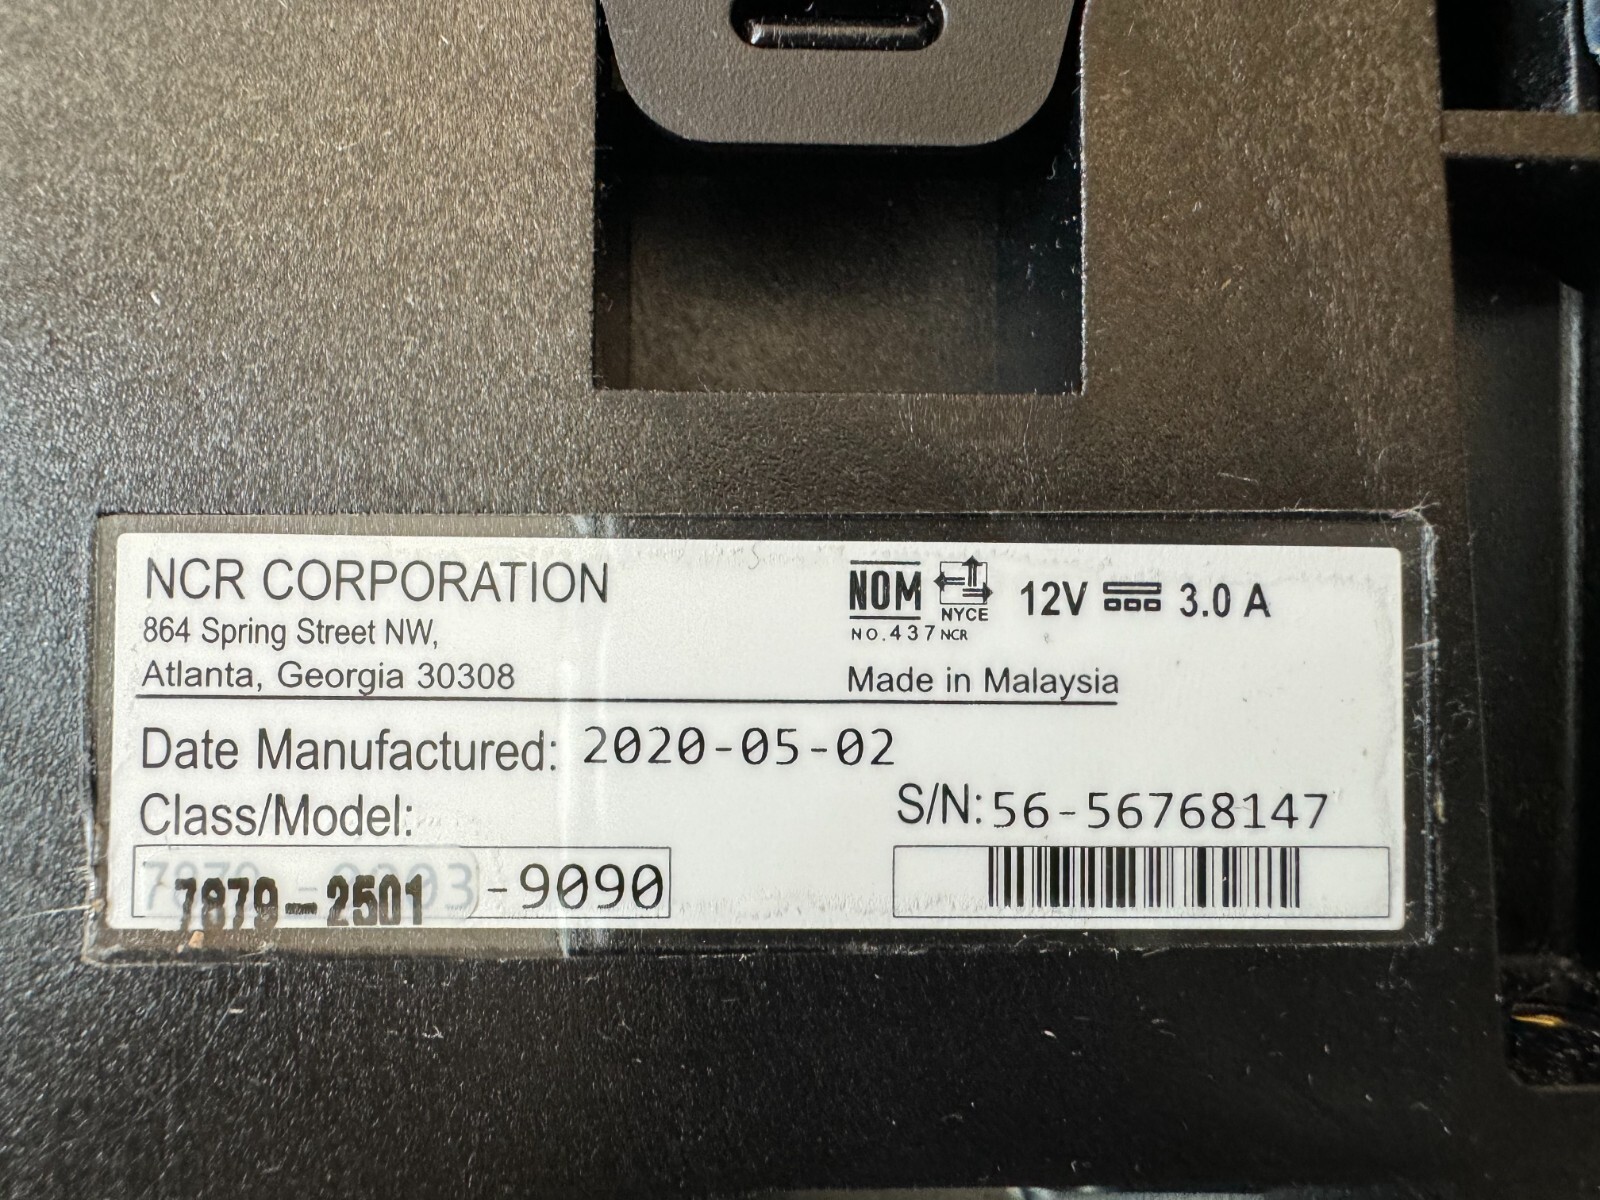 NCR CORPORATION
864 Spring Street NW,
Atlanta, Georgia 30308
NOM
NYCE
NO.437 NCR
12V 3.0 A
Made in Malaysia
Date Manufactured: 2020-05-02
Class/Model:
7879-2501 -9090
S/N: 56-56768147